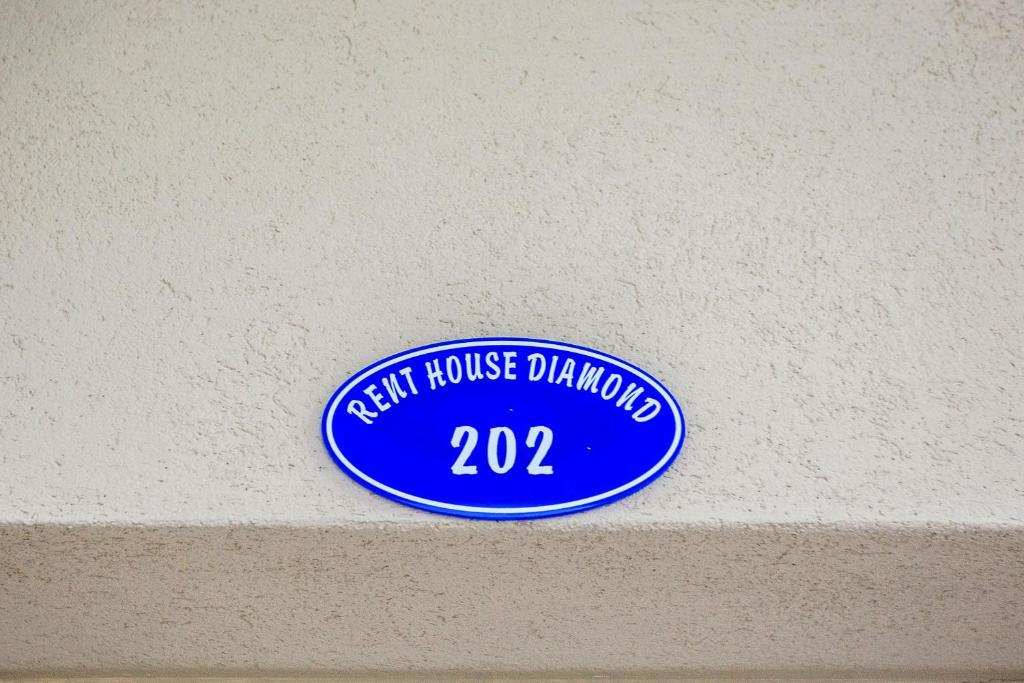 RENT HOUSE DIAMOND
202